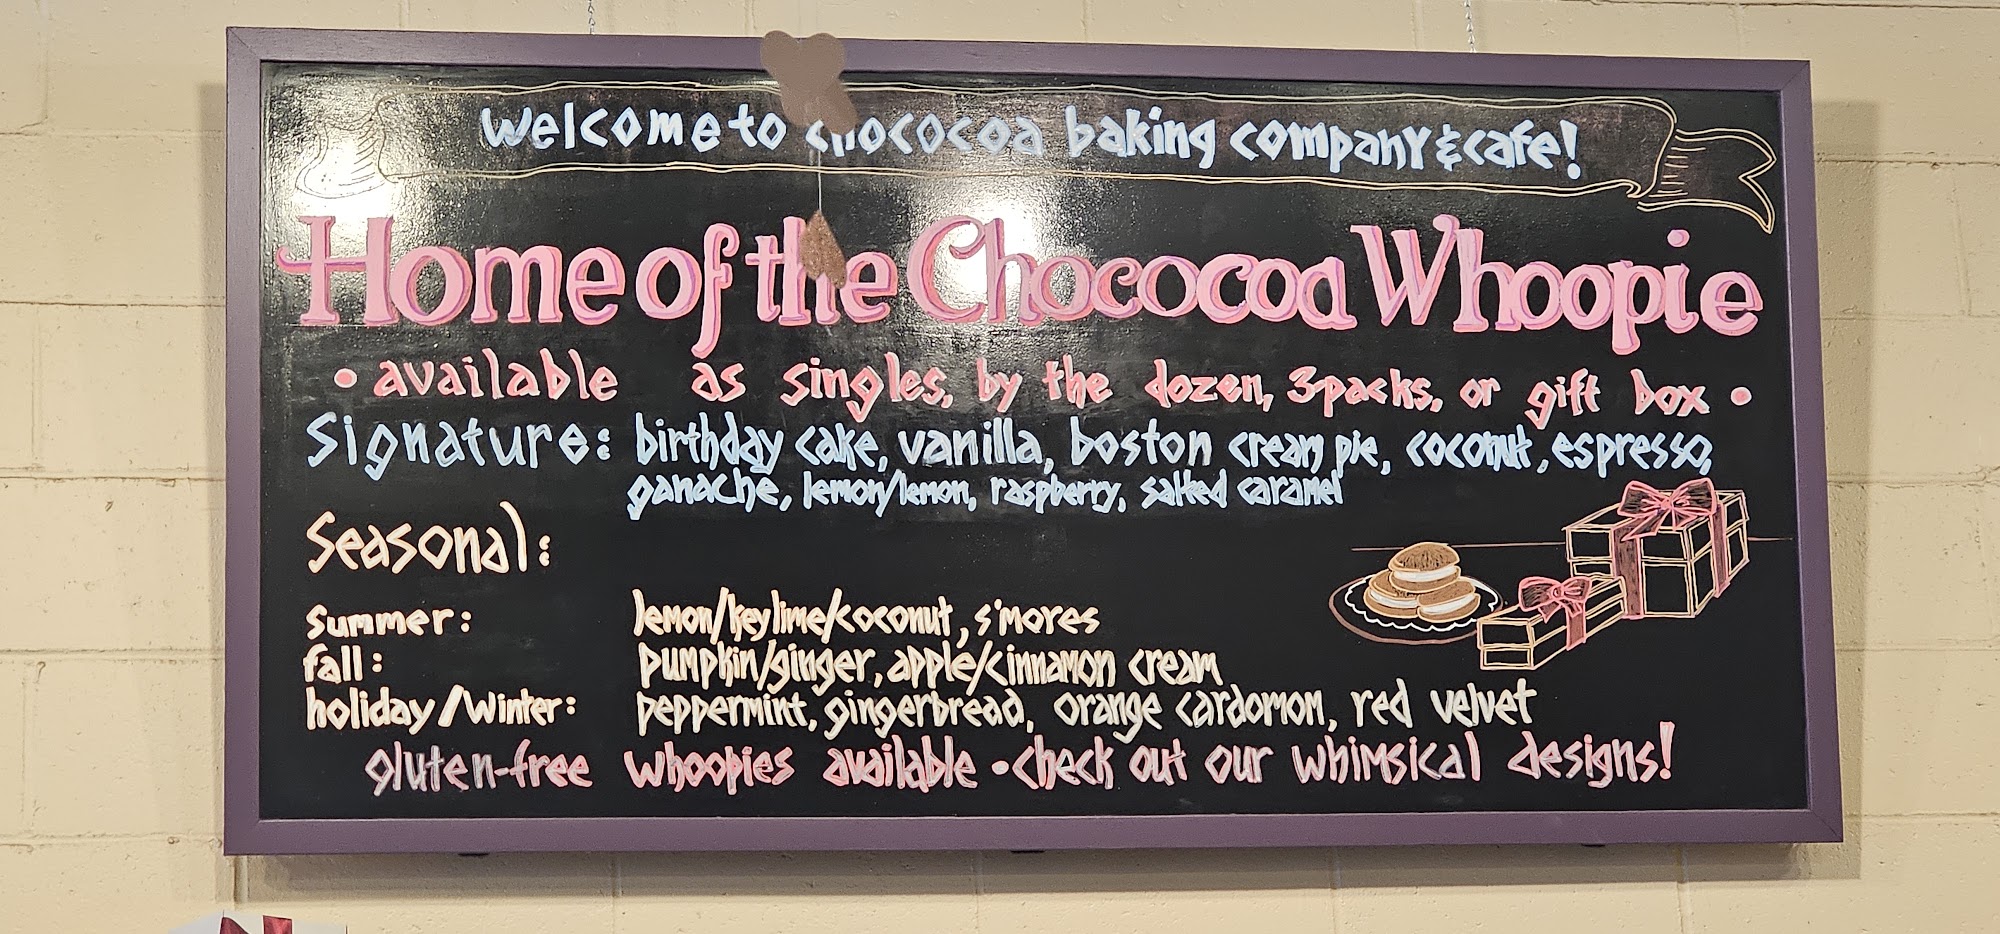 welcome to chococoa baking company & cafe!
Home of the Chococoa Whoopie
• available as singles, by the dozen, 3packs, or gift box •
Signature: birthday cake, vanilla, boston cream pie, coconut, espresso,
ganache, lemon/lemon, raspberry, salted caramel
Seasonal:
summer: lemon/keylime/coconut, s'mores
fall: pumpkin/ginger, apple/cinnamon cream
holiday/winter: peppermint, gingerbread, orange cardomom, red velvet
gluten-free whoopies available • check out our whimsical designs!